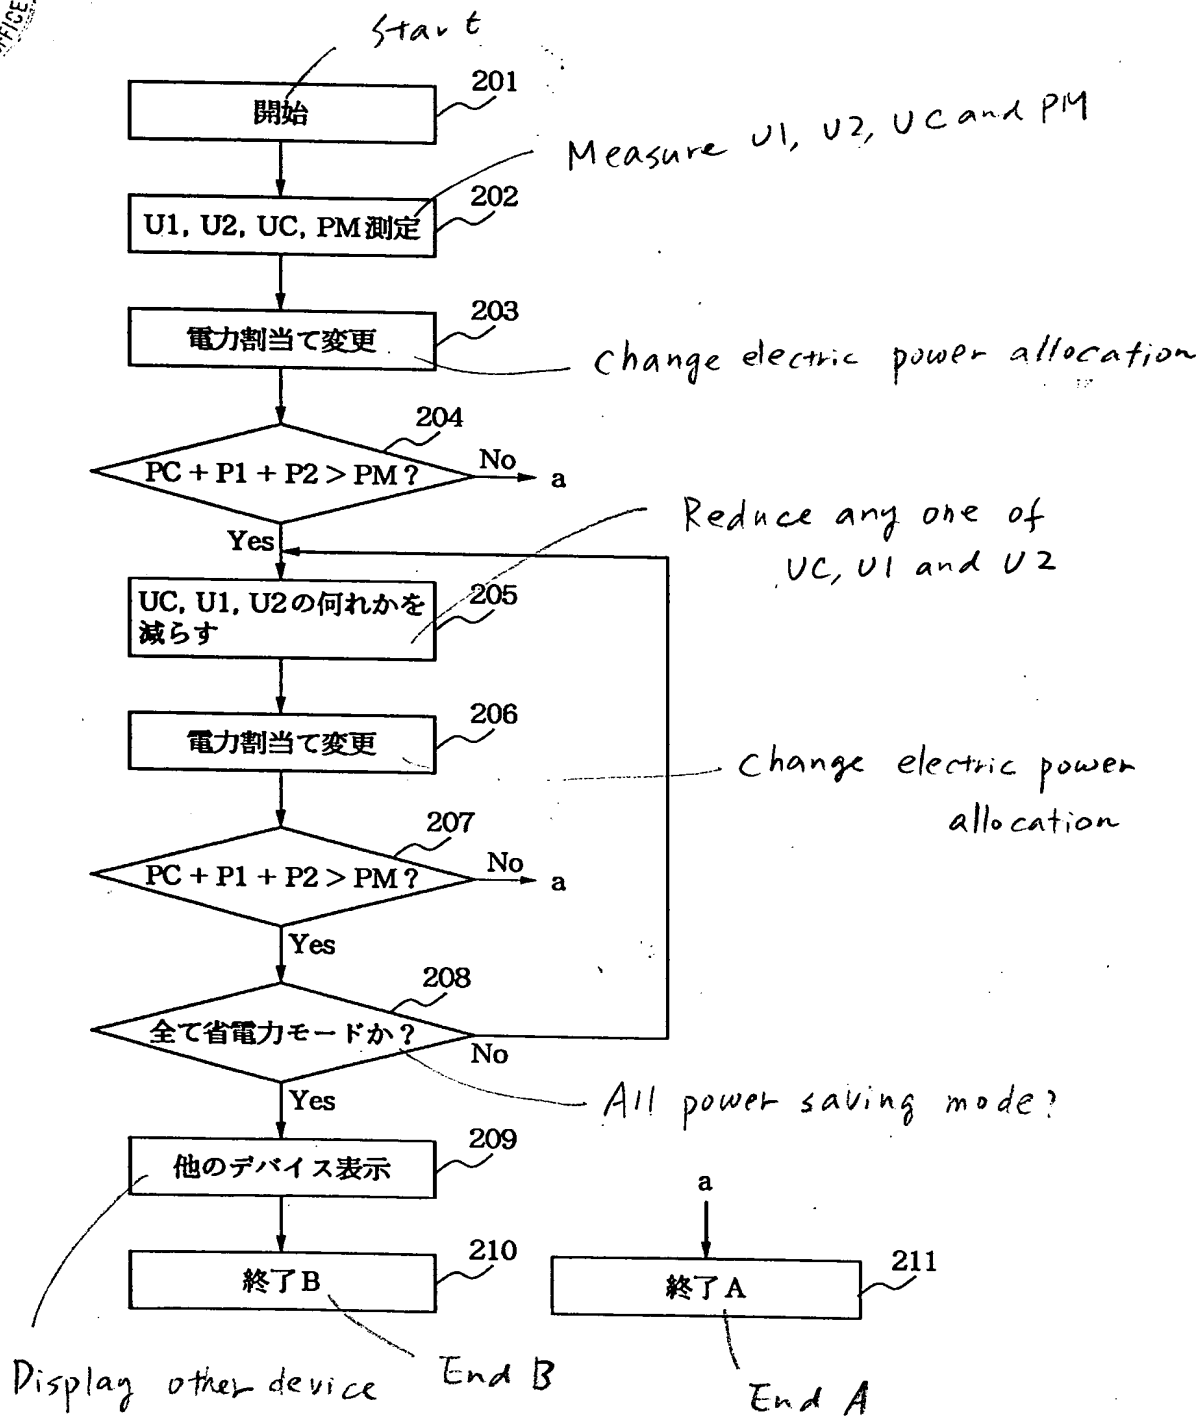 OFFICE
Start
201
開始
Measure U1, U2, UC and PM
202
U1, U2, UC, PM測定
203
電力割当て変更
Change electric power allocation
204
PC + P1 + P2 > PM ?
No
a
Yes
Reduce any one of
UC, U1 and U2
205
UC, U1, U2の何れかを
減らす
206
電力割当て変更
Change electric power
allocation
207
PC + P1 + P2 > PM ?
No
a
Yes
208
全て省電力モードか？
No
Yes
All power saving mode?
209
他のデバイス表示
a
210
終了B
211
終了A
Display other device
End B
End A